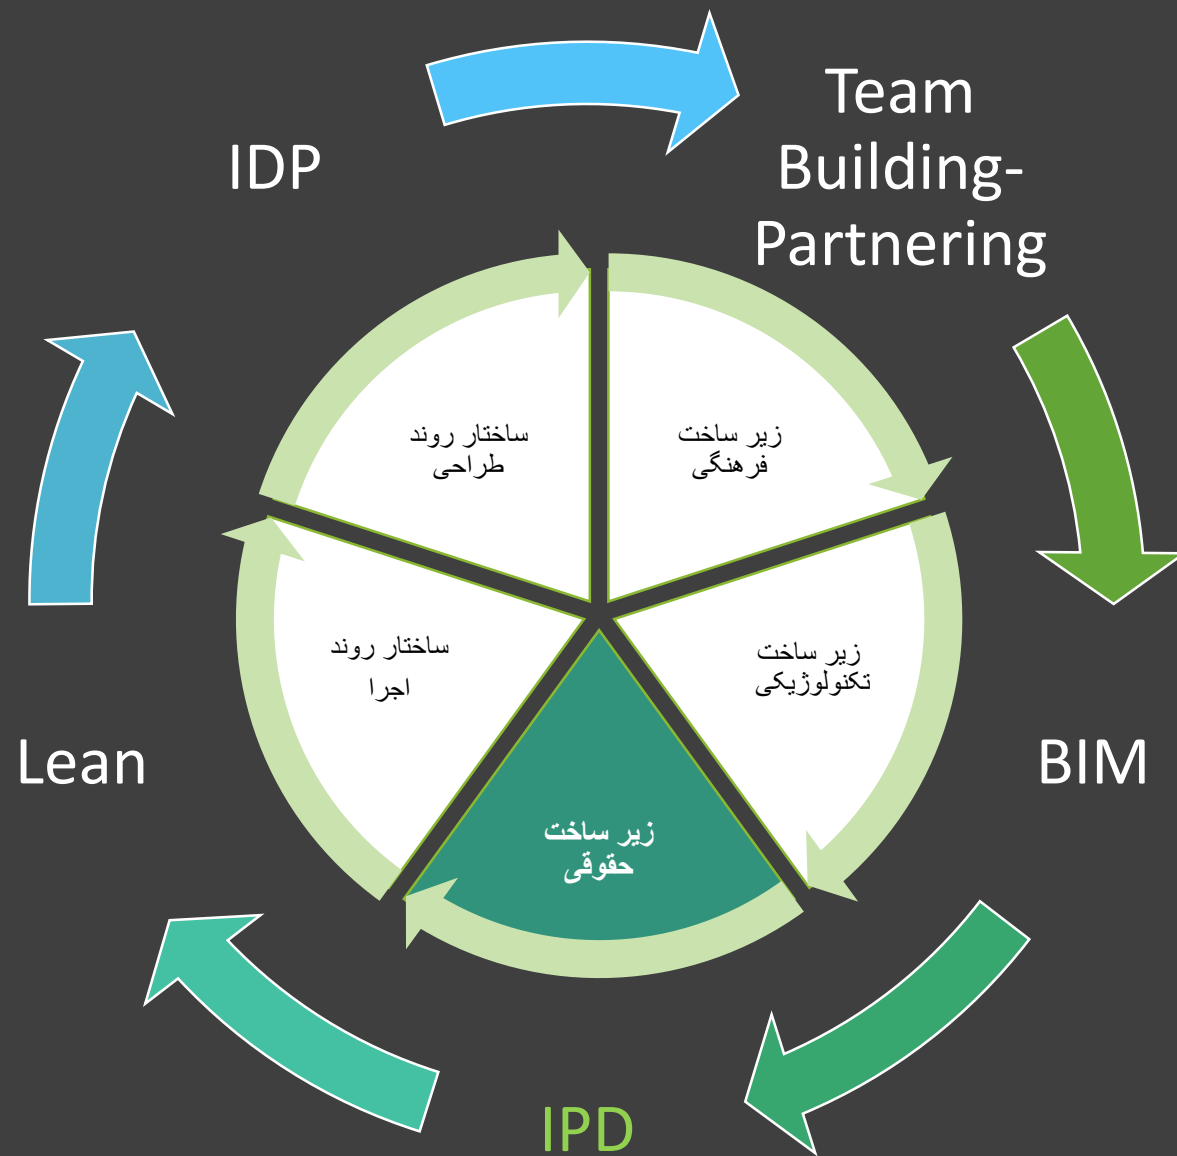 IDP
Team
Building-
Partnering
ساختار روند
طراحی
زیر ساخت
فرهنگی
ساختار روند
اجرا
زیر ساخت
تکنولوژیکی
Lean
BIM
زیر ساخت
حقوقی
IPD